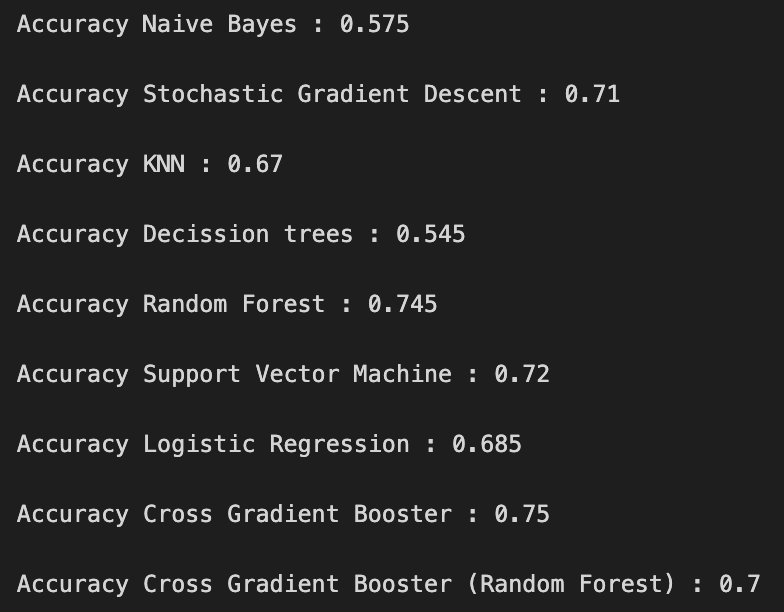 Accuracy Naive Bayes : 0.575
Accuracy Stochastic Gradient Descent : 0.71
Accuracy KNN : 0.67
Accuracy Decission trees : 0.545
Accuracy Random Forest : 0.745
Accuracy Support Vector Machine : 0.72
Accuracy Logistic Regression : 0.685
Accuracy Cross Gradient Booster : 0.75
Accuracy Cross Gradient Booster (Random Forest) : 0.7